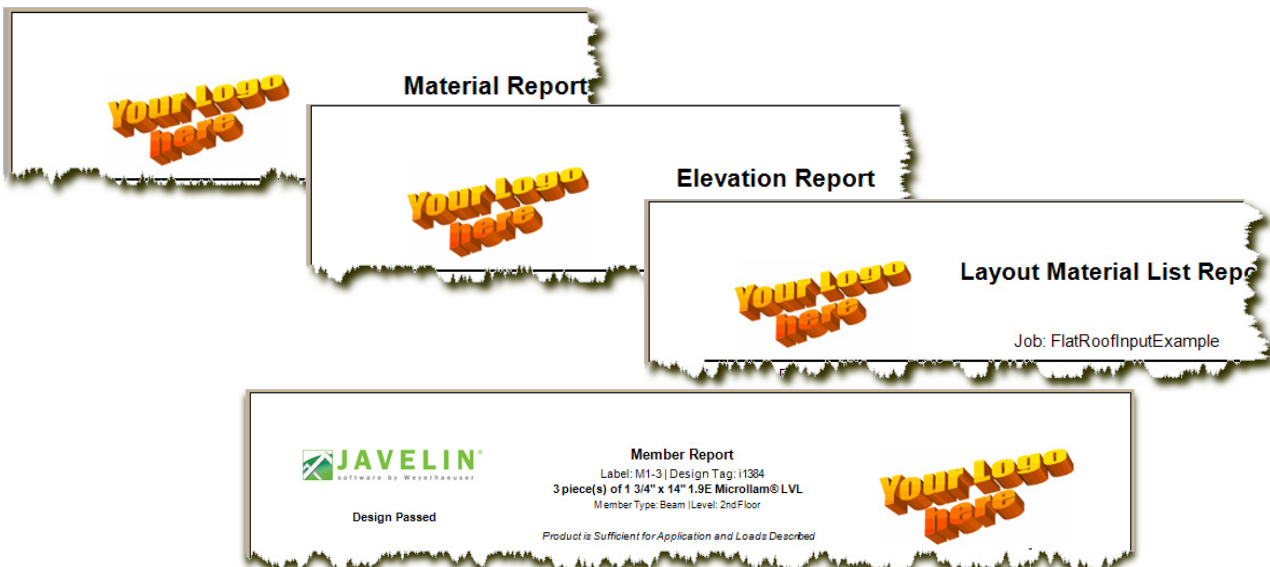 Your Logo
here
Material Report
Your Logo
here
Elevation Report
Your Logo
here
Layout Material List Repo
Job: FlatRoofInputExample
JAVELIN®
software by Weyerhaeuser
Design Passed
Member Report
Label: M1-3 | Design Tag: i1384
3 piece(s) of 1 3/4" x 14" 1.9E Microllam® LVL
Member Type: Beam | Level: 2nd Floor
Product is Sufficient for Application and Loads Described
Your Logo
here